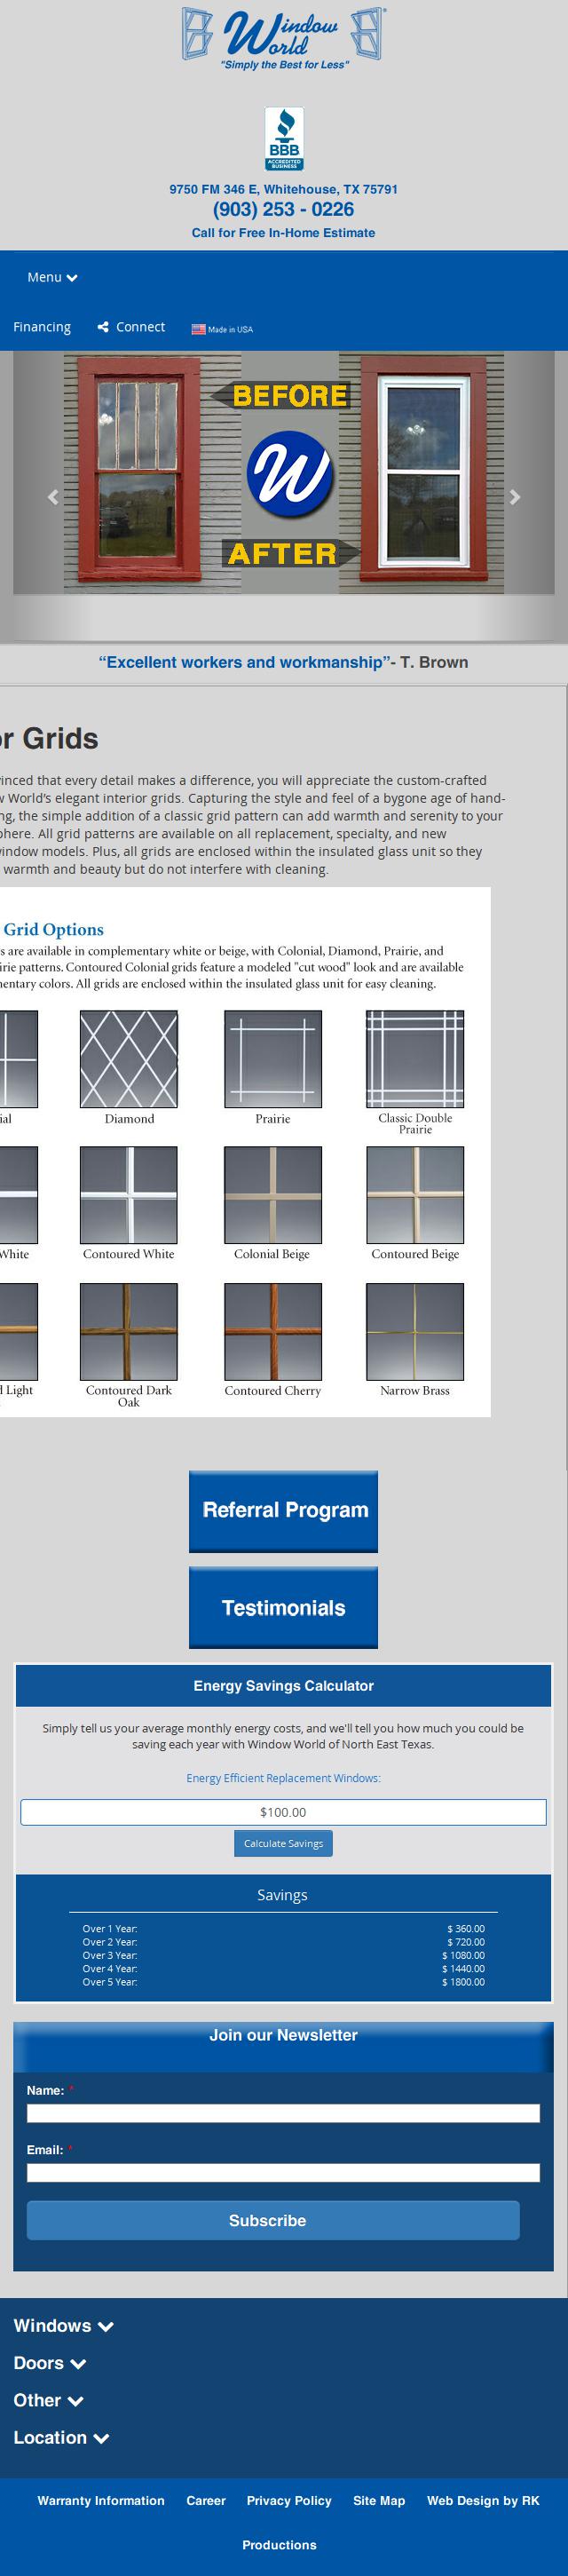 Window
World
"Simply the Best for Less"
BBB
ACCREDITED
BUSINESS
9750 FM 346 E, Whitehouse, TX 75791
(903) 253 - 0226
Call for Free In-Home Estimate
Menu
Financing
Connect
Made in USA
BEFORE
W
AFTER
“Excellent workers and workmanship”- T. Brown
r Grids
inced that every detail makes a difference, you will appreciate the custom-crafted
World’s elegant interior grids. Capturing the style and feel of a bygone age of hand-
ng, the simple addition of a classic grid pattern can add warmth and serenity to your
phere. All grid patterns are available on all replacement, specialty, and new
indow models. Plus, all grids are enclosed within the insulated glass unit so they
warmth and beauty but do not interfere with cleaning.
Grid Options
s are available in complementary white or beige, with Colonial, Diamond, Prairie, and
irie patterns. Contoured Colonial grids feature a modeled "cut wood" look and are available
entary colors. All grids are enclosed within the insulated glass unit for easy cleaning.
ial
Diamond
Prairie
Classic Double
Prairie
White
Contoured White
Colonial Beige
Contoured Beige
Light
Contoured Dark
Oak
Contoured Cherry
Narrow Brass
Referral Program
Testimonials
Energy Savings Calculator
Simply tell us your average monthly energy costs, and we'll tell you how much you could be
saving each year with Window World of North East Texas.
Energy Efficient Replacement Windows:
$100.00
Calculate Savings
Savings
Over 1 Year: $ 360.00
Over 2 Year: $ 720.00
Over 3 Year: $ 1080.00
Over 4 Year: $ 1440.00
Over 5 Year: $ 1800.00
Join our Newsletter
Name: *
Email: *
Subscribe
Windows
Doors
Other
Location
Warranty Information Career Privacy Policy Site Map Web Design by RK
Productions